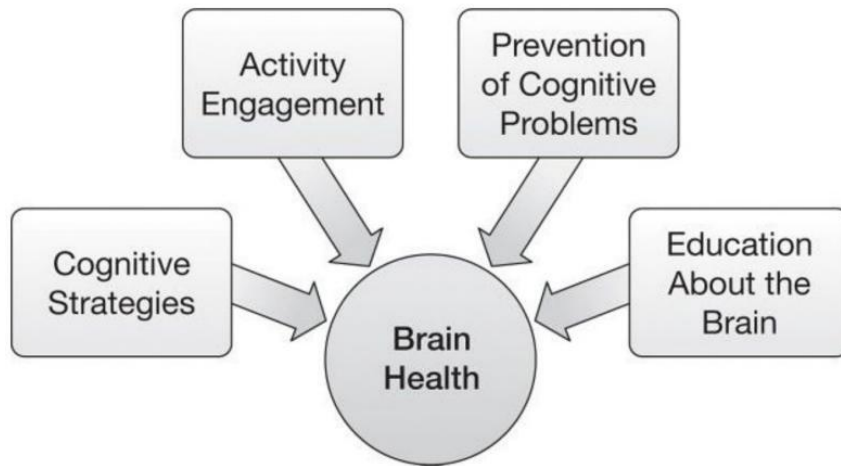 Activity
Engagement
Prevention
of Cognitive
Problems
Cognitive
Strategies
Education
About the
Brain
Brain
Health